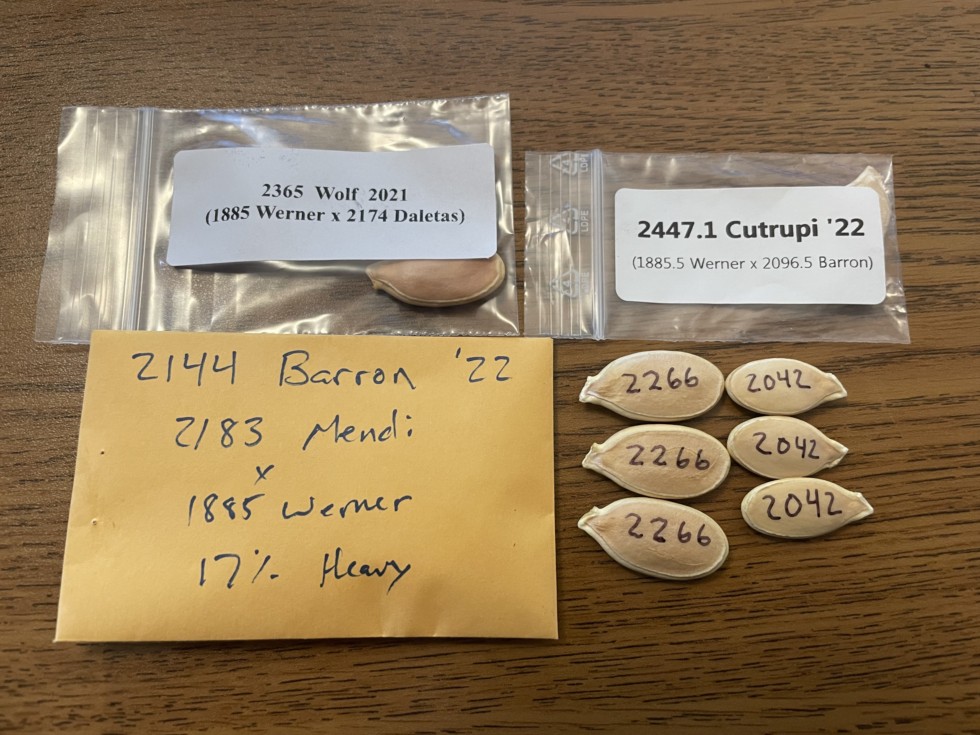 2365 Wolf 2021
(1885 Werner x 2174 Daletas)
2447.1 Cutrupi '22
(1885.5 Werner x 2096.5 Barron)
2144 Barron '22
2183 Mendi
x
1885 Werner
17% Heavy
2266
2042
2266
2042
2266
2042